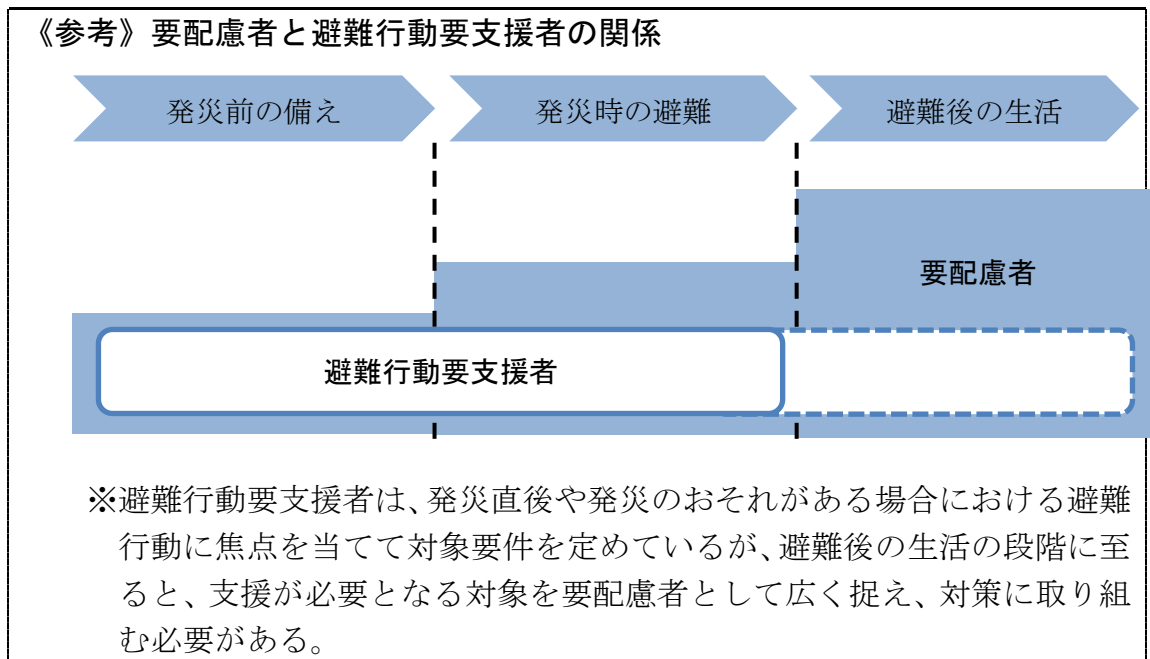 《参考》要配慮者と避難行動要支援者の関係
発災前の備え
発災時の避難
避難後の生活
要配慮者
避難行動要支援者
※避難行動要支援者は、発災直後や発災のおそれがある場合における避難
行動に焦点を当てて対象要件を定めているが、避難後の生活の段階に至
ると、支援が必要となる対象を要配慮者として広く捉え、対策に取り組
む必要がある。